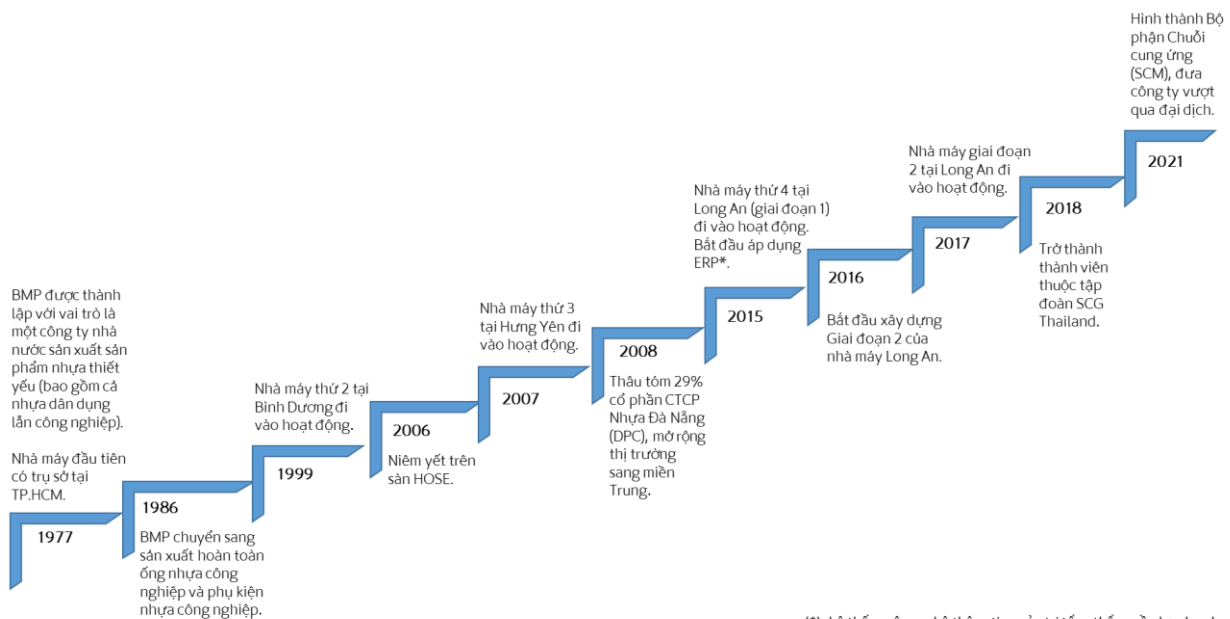 BMP được thành
lập với vai trò là
một công ty nhà
nước sản xuất sản
phẩm nhựa thiết
yếu (bao gồm cả
nhựa dân dụng
lẫn công nghiệp).
Nhà máy đầu tiên
có trụ sở tại
TP.HCM.
1977
1986
BMP chuyển sang
sản xuất hoàn toàn
ống nhựa công
nghiệp và phụ kiện
nhựa công nghiệp.
Nhà máy thứ 2 tại
Bình Dương đi
vào hoạt động.
1999
2006
Niêm yết trên
sàn HOSE.
Nhà máy thứ 3
tại Hưng Yên đi
vào hoạt động.
2007
2008
Thâu tóm 29%
cổ phần CTCP
Nhựa Đà Nẵng
(DPC), mở rộng
thị trường
sang miền
Trung.
Nhà máy thứ 4 tại
Long An (giai đoạn 1)
đi vào hoạt động.
Bắt đầu áp dụng
ERP*.
2015
2016
Bắt đầu xây dựng
Giai đoạn 2 của
nhà máy Long An.
Nhà máy giai đoạn
2 tại Long An đi
vào hoạt động.
2017
2018
Trở thành
thành viên
thuộc tập
đoàn SCG
Thailand.
Hình thành Bộ
phận Chuỗi
cung ứng
(SCM), đưa
công ty vượt
qua đại dịch.
2021